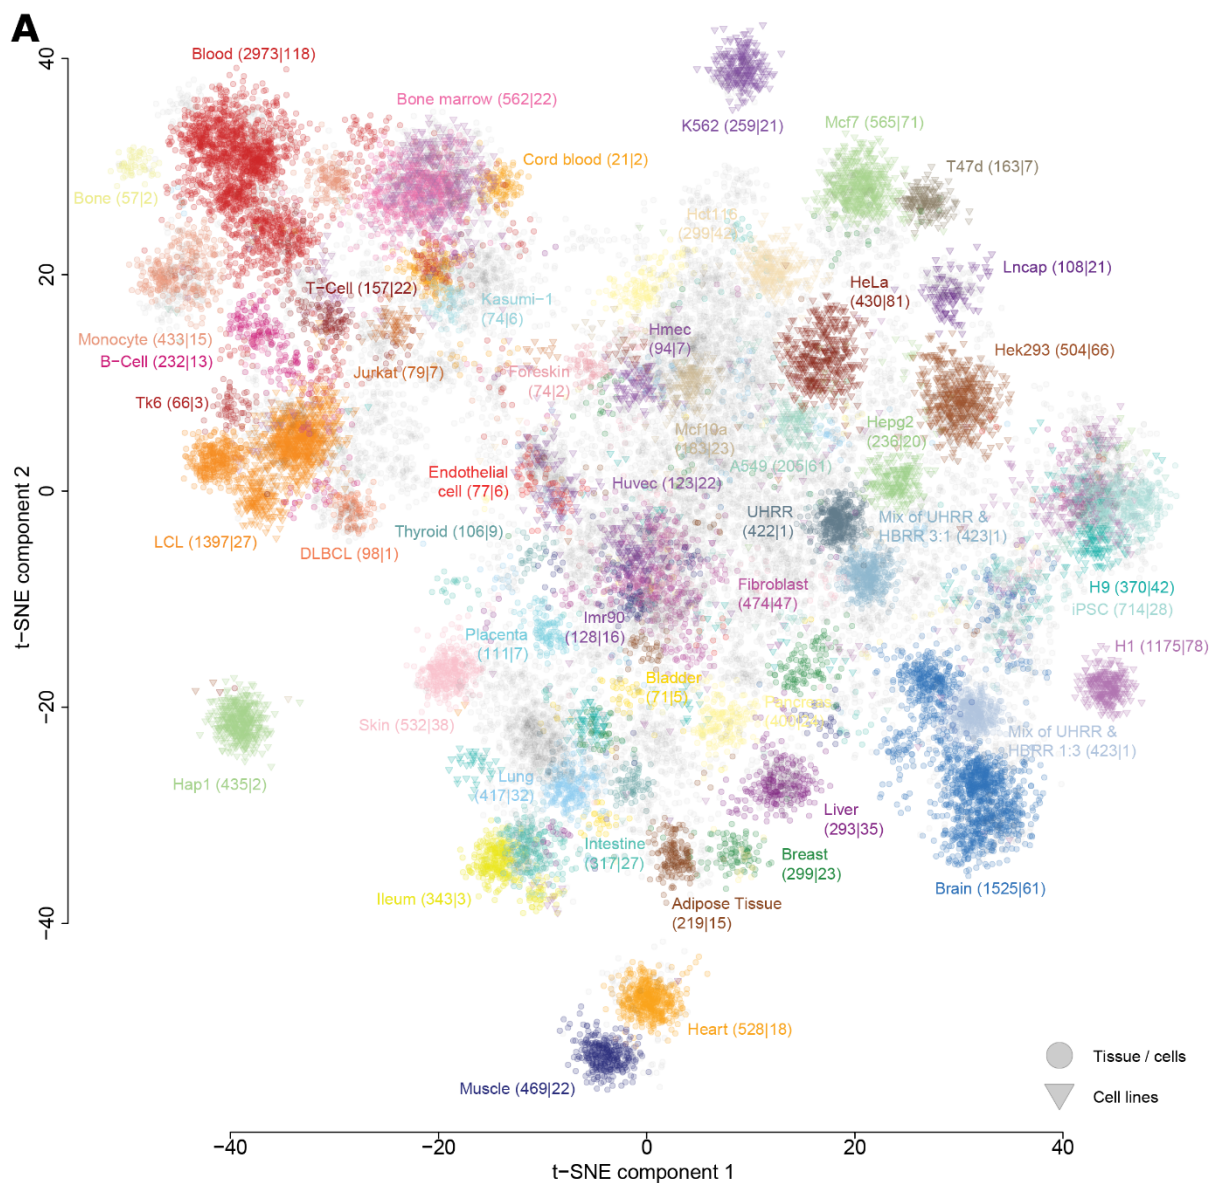 A
Blood (2973|118)
Bone marrow (562|22)
K562 (259|21)
Mcf7 (565|71)
Cord blood (21|2)
T47d (163|7)
Bone (57|2)
Hct116
(299|42)
Lncap (108|21)
T−Cell (157|22)
HeLa
(430|81)
Kasumi−1
(74|6)
Monocyte (433|15)
Hmec
(94|7)
Hek293 (504|66)
B−Cell (232|13)
Jurkat (79|7)
Foreskin
(74|2)
Tk6 (66|3)
Mcf10a
(163|23)
Hepg2
(236|20)
A549 (205|61)
Endothelial
cell (77|6)
Huvec (123|22)
UHRR
(422|1)
Mix of UHRR &
HBRR 3:1 (423|1)
Thyroid (106|9)
LCL (1397|27)
DLBCL (98|1)
Fibroblast
(474|47)
H9 (370|42)
iPSC (714|28)
Imr90
(128|16)
Placenta
(111|7)
H1 (1175|78)
Bladder
(71|5)
Pancreas
Skin (532|38)
Mix of UHRR &
HBRR 1:3 (423|1)
Hap1 (435|2)
Lung
(417|32)
Liver
(293|35)
Intestine
(317|27)
Breast
(299|23)
Brain (1525|61)
Ileum (343|3)
Adipose Tissue
(219|15)
Heart (528|18)
Muscle (469|22)
Tissue / cells
Cell lines
40
20
0
−20
−40
t−SNE component 2
−40
−20
0
20
40
t−SNE component 1